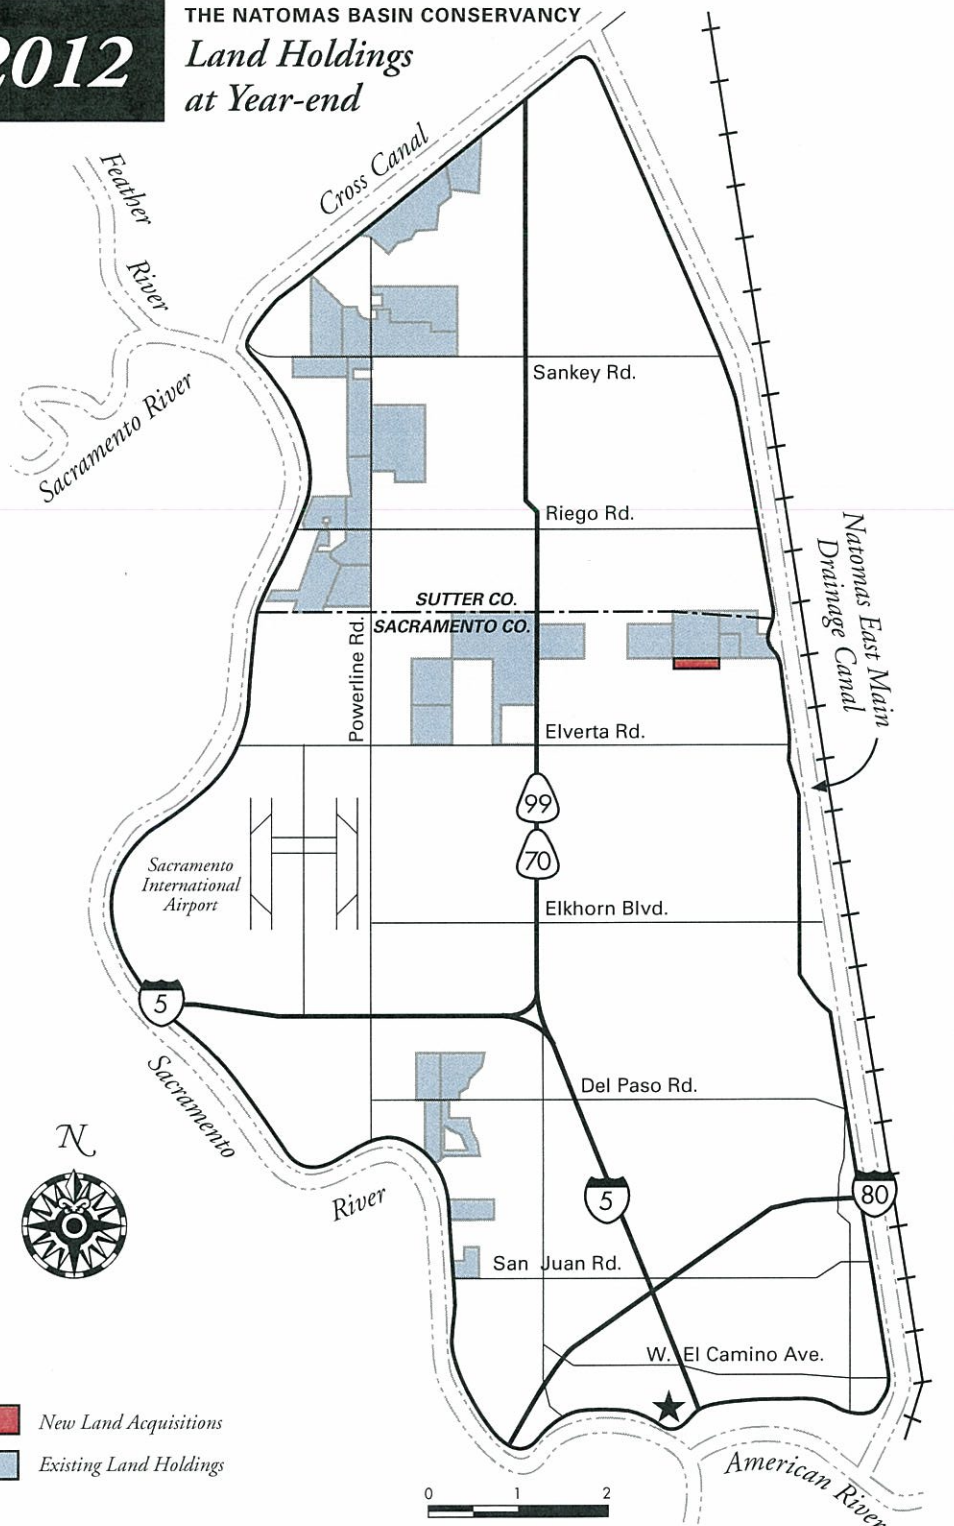 2012
THE NATOMAS BASIN CONSERVANCY
Land Holdings
at Year-end
Cross Canal
Feather
River
Sacramento River
Sankey Rd.
Riego Rd.
Natomas East Main
Drainage Canal
SUTTER CO.
SACRAMENTO CO.
Powerline Rd.
Elverta Rd.
99
70
Sacramento
International
Airport
Elkhorn Blvd.
5
Del Paso Rd.
Sacramento
River
N
5
80
San Juan Rd.
W. El Camino Ave.
New Land Acquisitions
Existing Land Holdings
American River
0 1 2